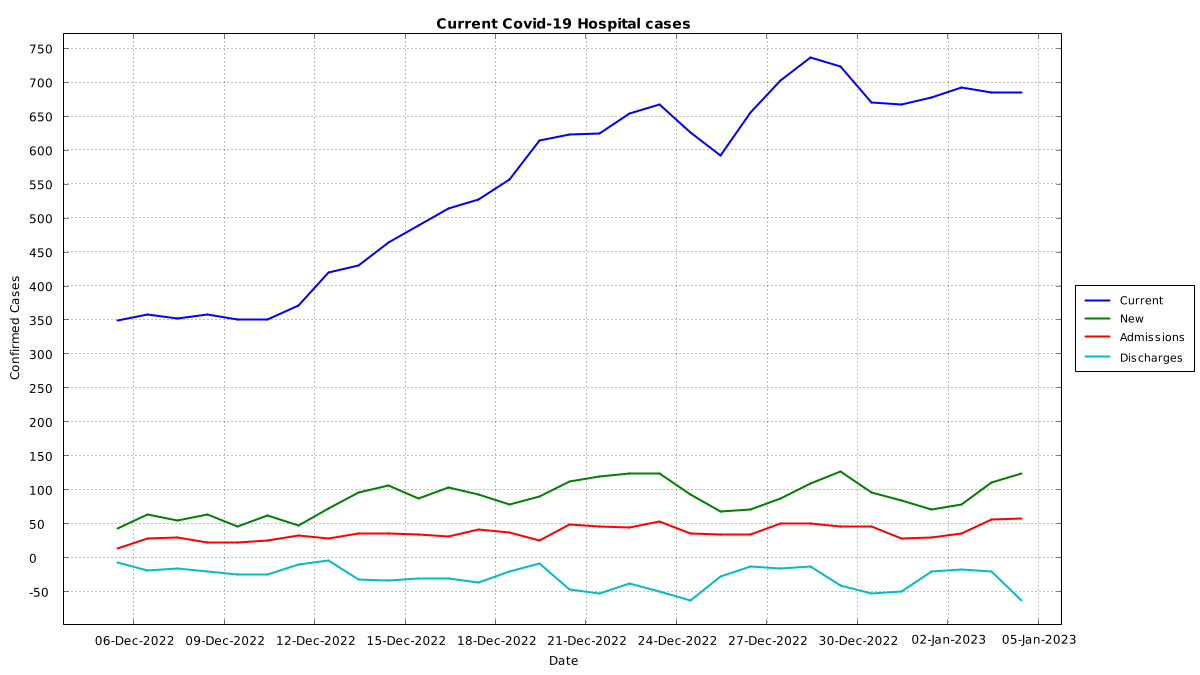 Current Covid-19 Hospital cases
750
700
650
600
550
500
450
400
350
300
250
200
150
100
50
0
-50
Confirmed Cases
06-Dec-2022 09-Dec-2022 12-Dec-2022 15-Dec-2022 18-Dec-2022 21-Dec-2022 24-Dec-2022 27-Dec-2022 30-Dec-2022 02-Jan-2023 05-Jan-2023
Date
Current
New
Admissions
Discharges